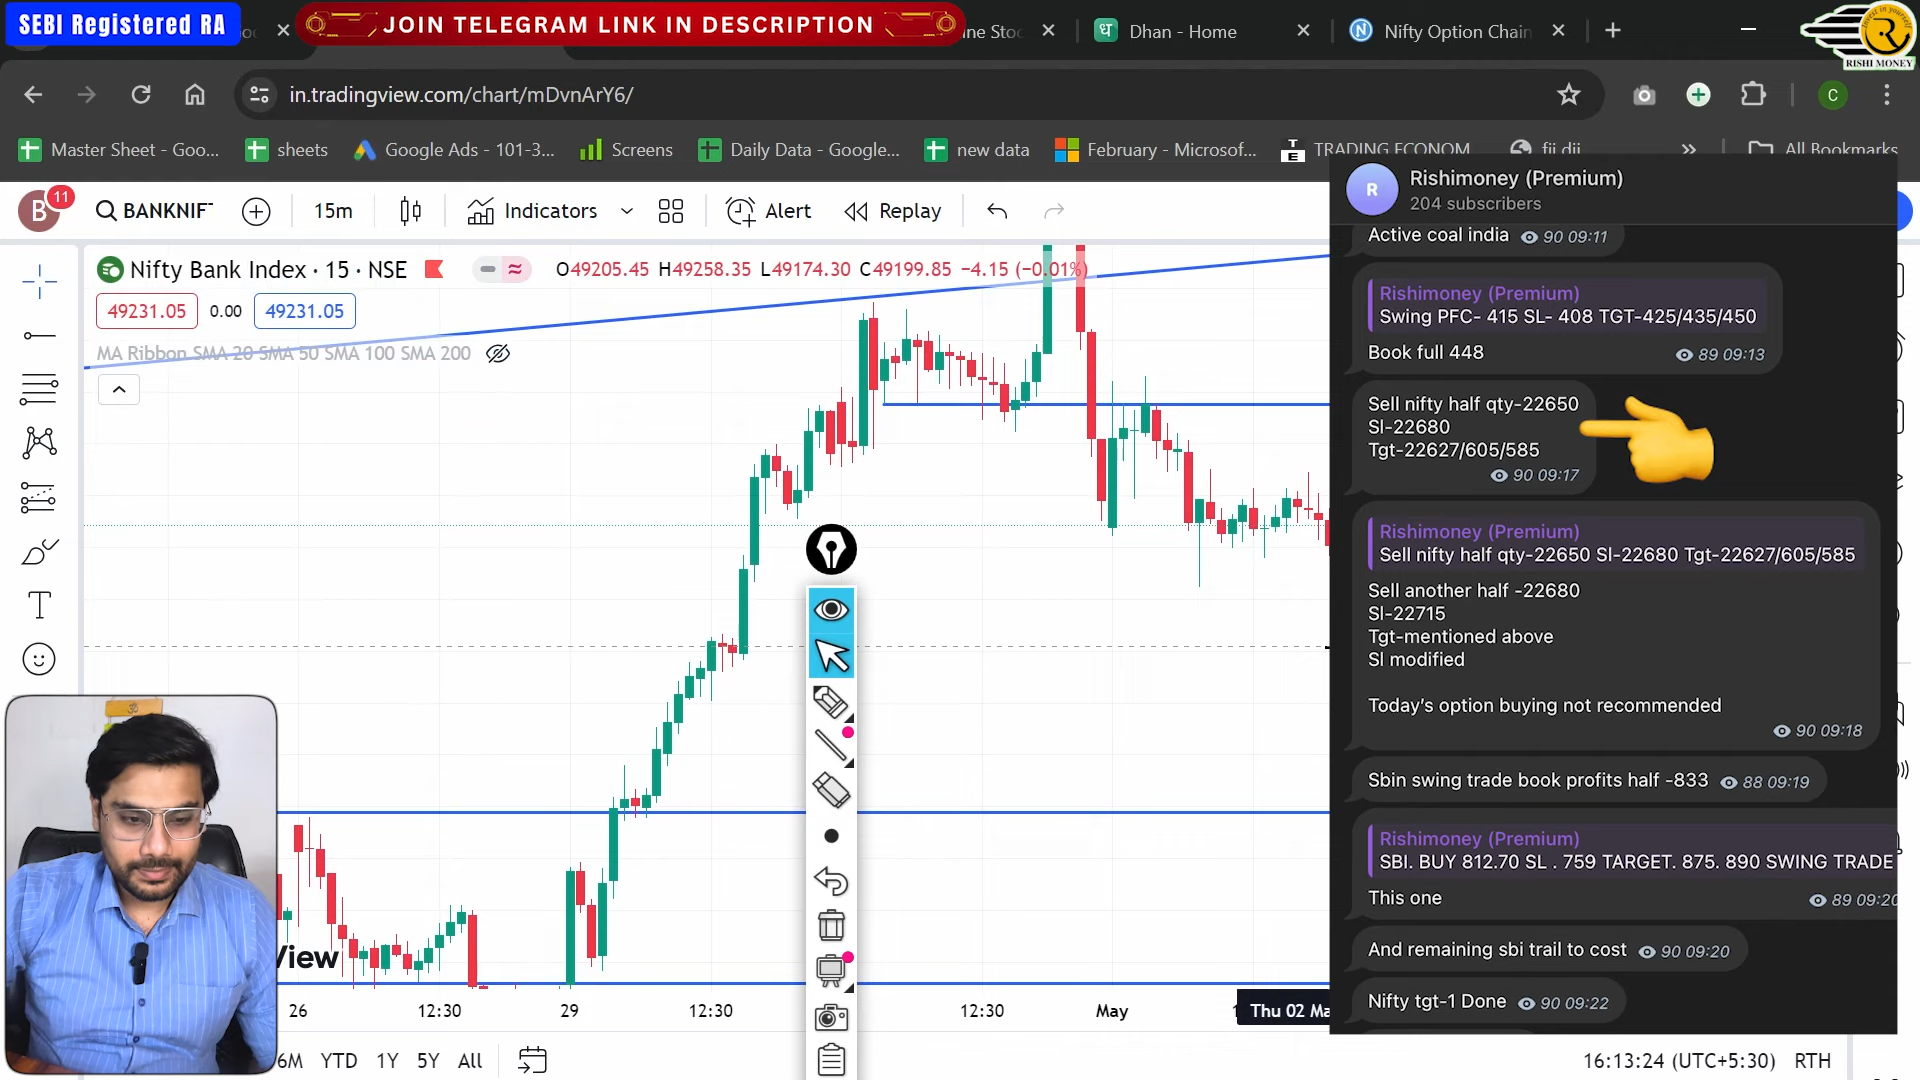 SEBI Registered RA
JOIN TELEGRAM LINK IN DESCRIPTION
ine Stoc
Dhan - Home
Nifty Option Chain
RISHI MONEY
in.tradingview.com/chart/mDvnArY6/
C
Master Sheet - Goo...
sheets
Google Ads - 101-3...
Screens
Daily Data - Google...
new data
February - Microsof...
TRADING ECONOM
fii dii
All Bookmarks
B
11
BANKNIF
15m
Indicators
Alert
Replay
Nifty Bank Index · 15 · NSE
O49205.45 H49258.35 L49174.30 C49199.85 −4.15 (−0.01%)
49231.05
0.00
49231.05
MA Ribbon SMA 20 SMA 50 SMA 100 SMA 200
View
26
12:30
29
12:30
12:30
May
Thu 02 Ma
6M
YTD
1Y
5Y
All
16:13:24 (UTC+5:30)
RTH
R
Rishimoney (Premium)
204 subscribers
Active coal india 90 09:11
Rishimoney (Premium)
Swing PFC- 415 SL- 408 TGT-425/435/450
Book full 448 89 09:13
Sell nifty half qty-22650
Sl-22680
Tgt-22627/605/585
90 09:17
Rishimoney (Premium)
Sell nifty half qty-22650 Sl-22680 Tgt-22627/605/585
Sell another half -22680
Sl-22715
Tgt-mentioned above
Sl modified
Today's option buying not recommended
90 09:18
Sbin swing trade book profits half -833 88 09:19
Rishimoney (Premium)
SBI. BUY 812.70 SL . 759 TARGET. 875. 890 SWING TRADE
This one 89 09:20
And remaining sbi trail to cost 90 09:20
Nifty tgt-1 Done 90 09:22